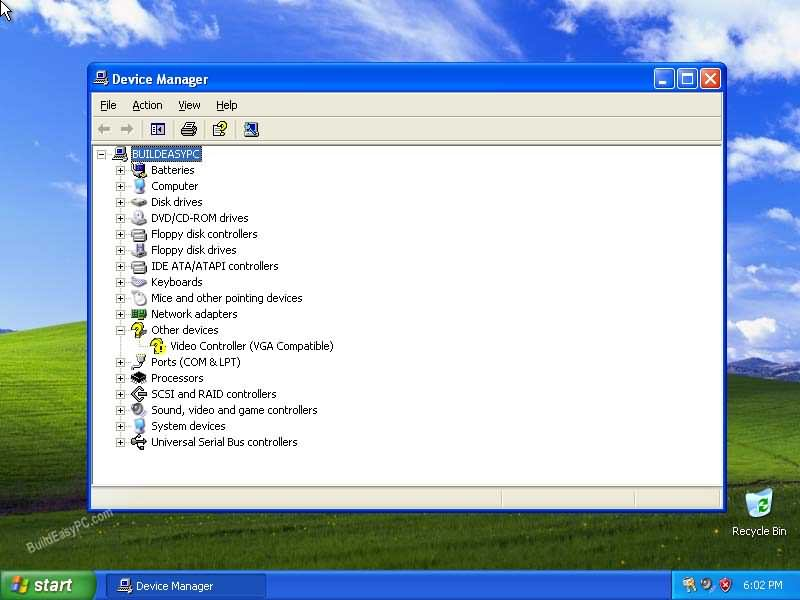 Device Manager
File Action View Help
BUILDEASYPC
Batteries
Computer
Disk drives
DVD/CD-ROM drives
Floppy disk controllers
Floppy disk drives
IDE ATA/ATAPI controllers
Keyboards
Mice and other pointing devices
Network adapters
Other devices
Video Controller (VGA Compatible)
Ports (COM & LPT)
Processors
SCSI and RAID controllers
Sound, video and game controllers
System devices
Universal Serial Bus controllers
BuildEasyPC.com
Recycle Bin
start Device Manager 6:02 PM